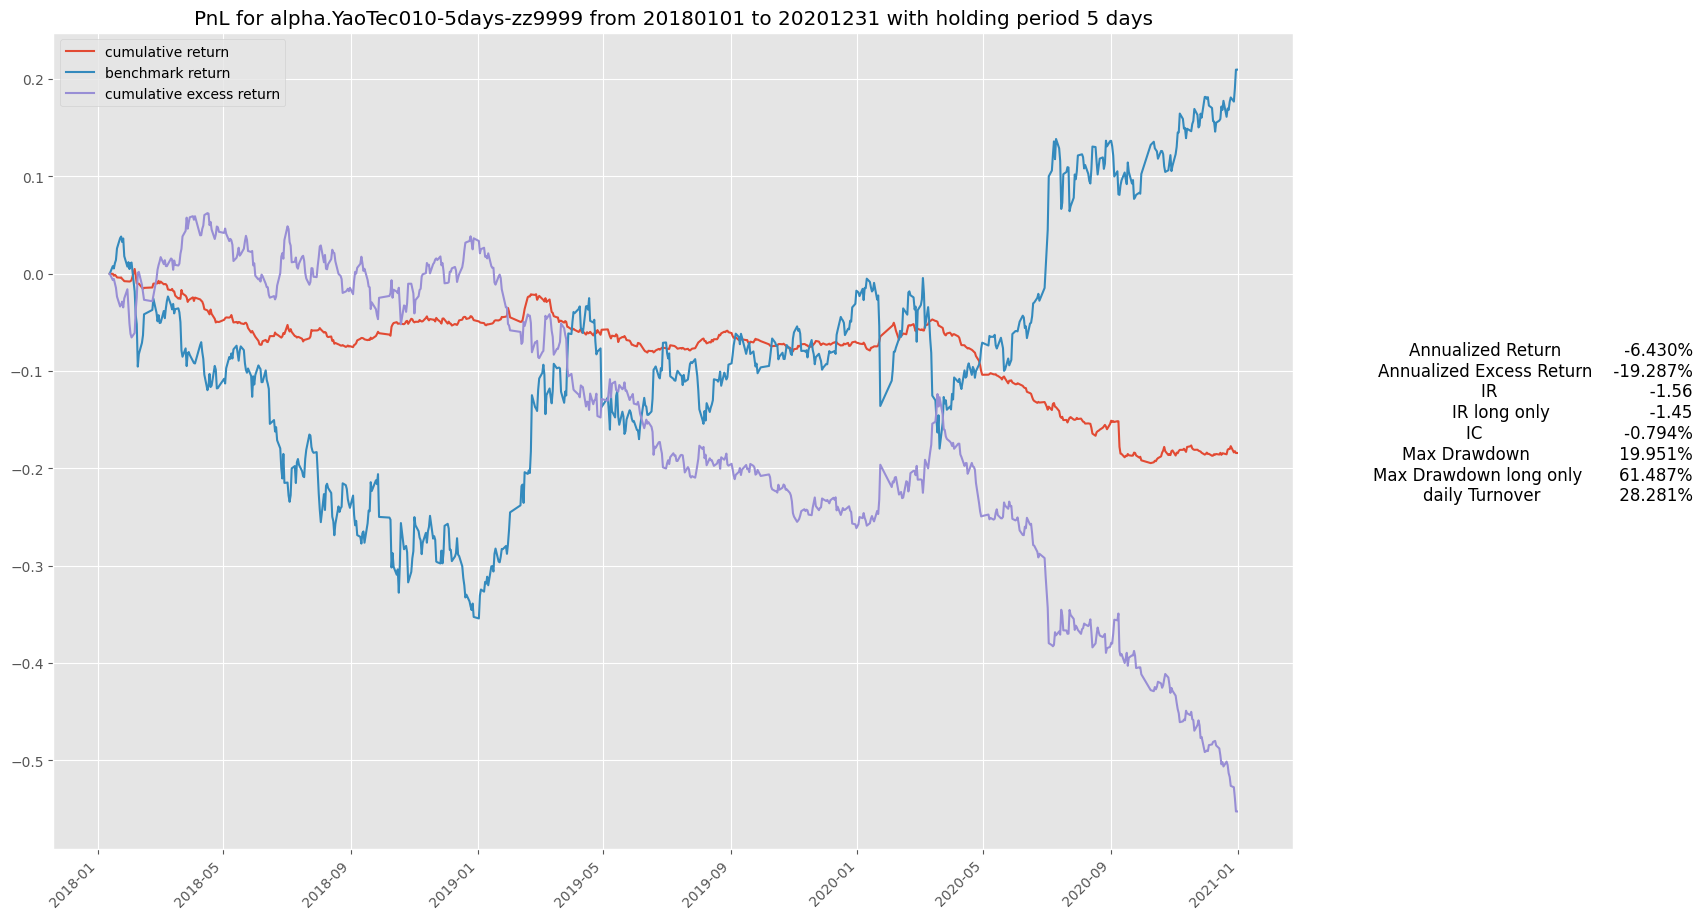 PnL for alpha.YaoTec010-5days-zz9999 from 20180101 to 20201231 with holding period 5 days
cumulative return
benchmark return
cumulative excess return
0.2
0.1
0.0
−0.1
−0.2
−0.3
−0.4
−0.5
2018-01
2018-05
2018-09
2019-01
2019-05
2019-09
2020-01
2020-05
2020-09
2021-01
Annualized Return -6.430%
Annualized Excess Return -19.287%
IR -1.56
IR long only -1.45
IC -0.794%
Max Drawdown 19.951%
Max Drawdown long only 61.487%
daily Turnover 28.281%